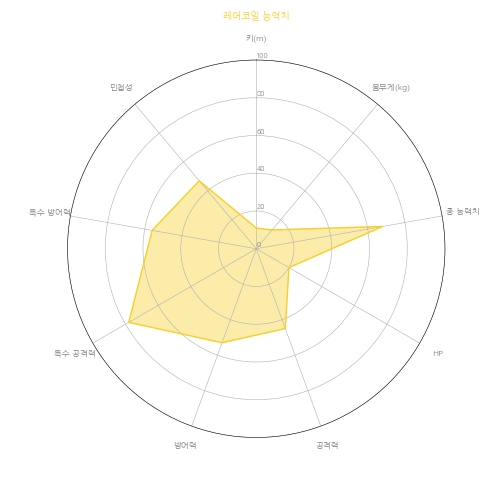 레어코일 능력치
키(m)
100
민첩성
몸무게(kg)
80
60
40
특수 방어력
20
총 능력치
0
특수 공격력
HP
방어력
공격력